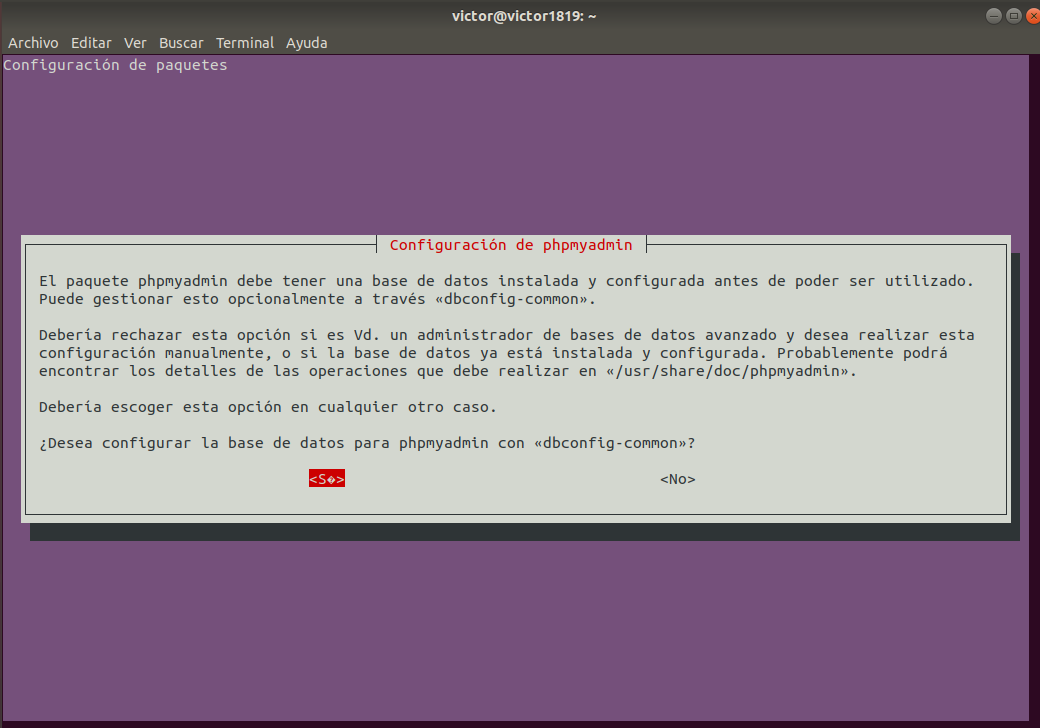 victor@victor1819: ~
Archivo Editar Ver Buscar Terminal Ayuda
Configuración de paquetes
Configuración de phpmyadmin
El paquete phpmyadmin debe tener una base de datos instalada y configurada antes de poder ser utilizado.
Puede gestionar esto opcionalmente a través «dbconfig-common».
Debería rechazar esta opción si es Vd. un administrador de bases de datos avanzado y desea realizar esta
configuración manualmente, o si la base de datos ya está instalada y configurada. Probablemente podrá
encontrar los detalles de las operaciones que debe realizar en «/usr/share/doc/phpmyadmin».
Debería escoger esta opción en cualquier otro caso.
¿Desea configurar la base de datos para phpmyadmin con «dbconfig-common»?
<S�> <No>